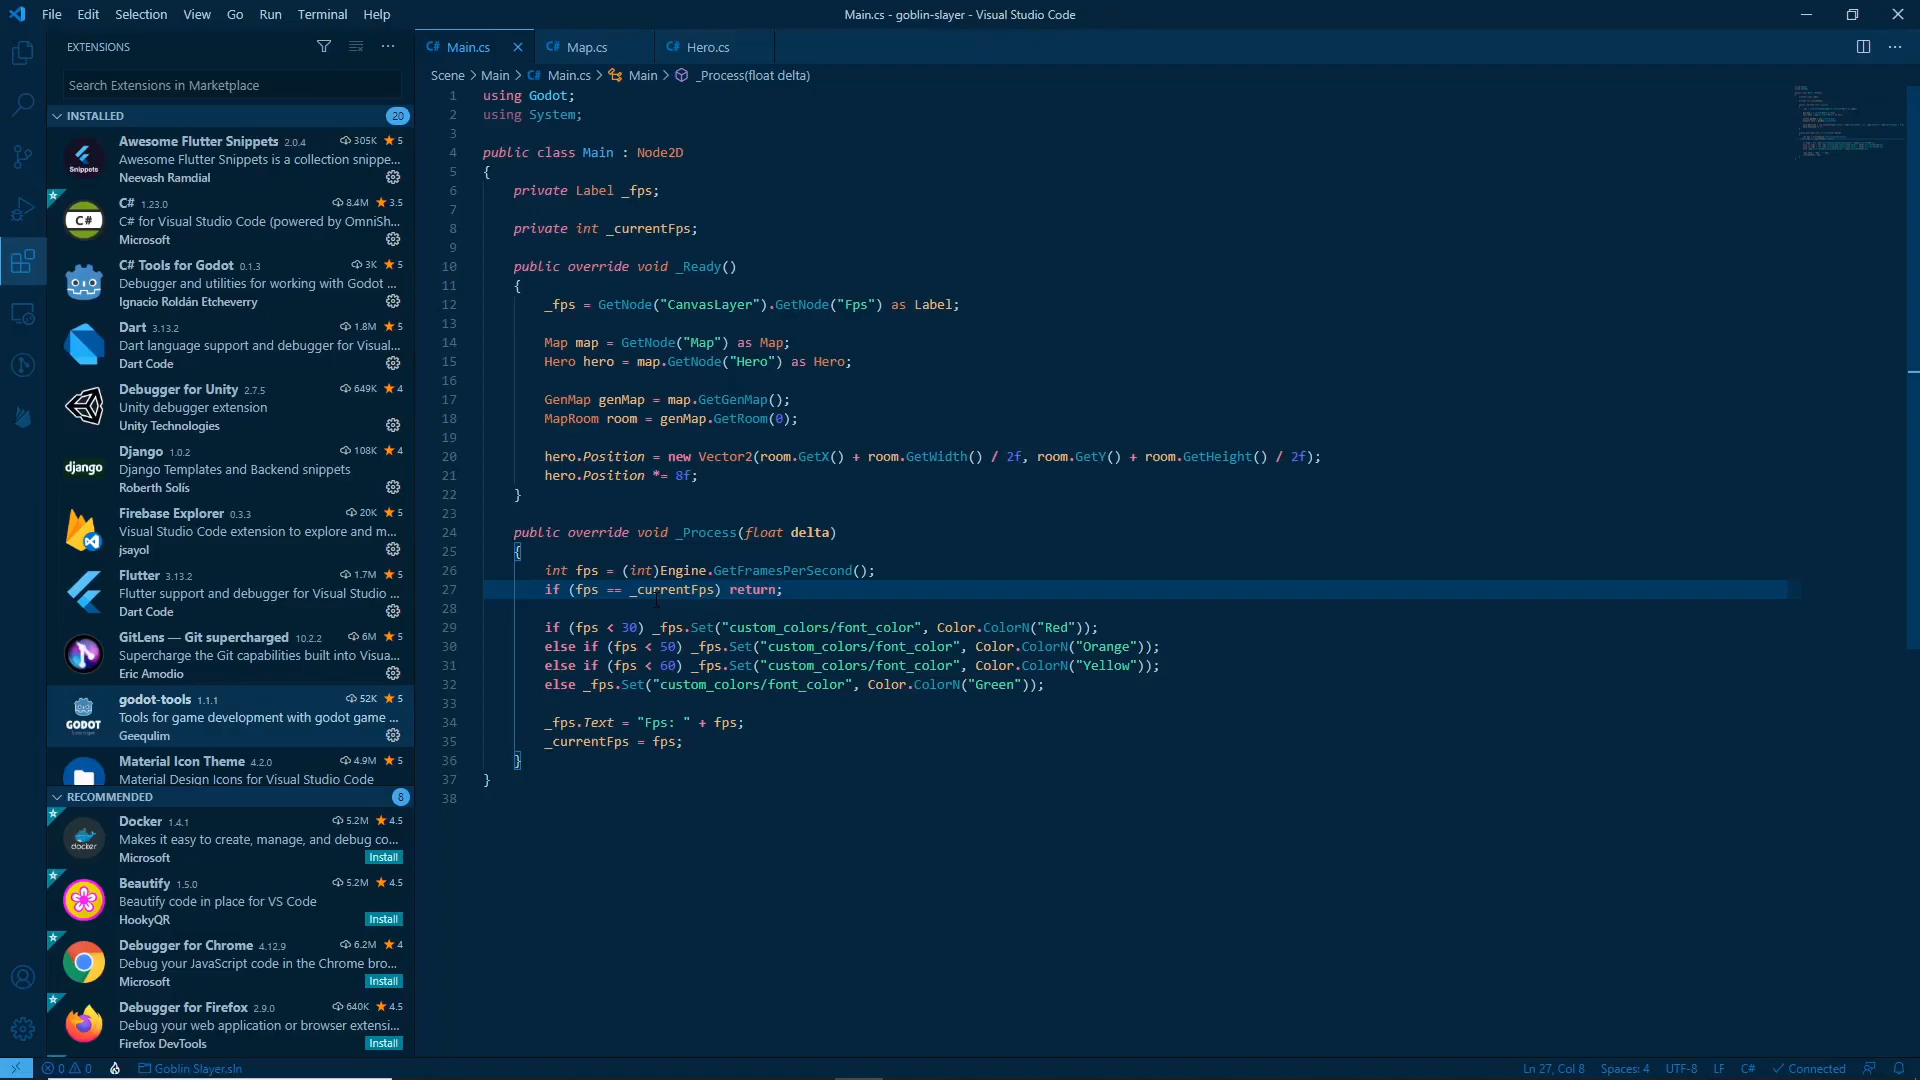 File Edit Selection View Go Run Terminal Help
Main.cs - goblin-slayer - Visual Studio Code
EXTENSIONS
Search Extensions in Marketplace
INSTALLED 20
Awesome Flutter Snippets 2.0.4 305K 5
Awesome Flutter Snippets is a collection snippe...
Neevash Ramdial
Snippets
C# 1.23.0 8.4M 3.5
C# for Visual Studio Code (powered by OmniSh...
Microsoft
C#
C# Tools for Godot 0.1.3 3K 5
Debugger and utilities for working with Godot ...
Ignacio Roldán Etcheverry
Dart 3.13.2 1.8M 5
Dart language support and debugger for Visual...
Dart Code
Debugger for Unity 2.7.5 649K 4
Unity debugger extension
Unity Technologies
Django 1.0.2 108K 4
Django Templates and Backend snippets
Roberth Solís
django
Firebase Explorer 0.3.3 20K 5
Visual Studio Code extension to explore and m...
jsayol
Flutter 3.13.2 1.7M 5
Flutter support and debugger for Visual Studio...
Dart Code
GitLens — Git supercharged 10.2.2 6M 5
Supercharge the Git capabilities built into Visua...
Eric Amodio
godot-tools 1.1.1 52K 5
Tools for game development with godot game ...
Geequlim
GODOT
Material Icon Theme 4.2.0 4.9M 5
Material Design Icons for Visual Studio Code
RECOMMENDED 8
Docker 1.4.1 5.2M 4.5
Makes it easy to create, manage, and debug co...
Microsoft Install
docker
Beautify 1.5.0 5.2M 4.5
Beautify code in place for VS Code
HookyQR Install
Debugger for Chrome 4.12.9 6.2M 4
Debug your JavaScript code in the Chrome bro...
Microsoft Install
Debugger for Firefox 2.9.0 640K 4.5
Debug your web application or browser extensi...
Firefox DevTools Install
C# Main.cs C# Map.cs C# Hero.cs
Scene > Main > C# Main.cs > Main > _Process(float delta)
1 using Godot;
2 using System;
3
4 public class Main : Node2D
5 {
6 private Label _fps;
7
8 private int _currentFps;
9
10 public override void _Ready()
11 {
12 _fps = GetNode("CanvasLayer").GetNode("Fps") as Label;
13
14 Map map = GetNode("Map") as Map;
15 Hero hero = map.GetNode("Hero") as Hero;
16
17 GenMap genMap = map.GetGenMap();
18 MapRoom room = genMap.GetRoom(0);
19
20 hero.Position = new Vector2(room.GetX() + room.GetWidth() / 2f, room.GetY() + room.GetHeight() / 2f);
21 hero.Position *= 8f;
22 }
23
24 public override void _Process(float delta)
25 {
26 int fps = (int)Engine.GetFramesPerSecond();
27 if (fps == _currentFps) return;
28
29 if (fps < 30) _fps.Set("custom_colors/font_color", Color.ColorN("Red"));
30 else if (fps < 50) _fps.Set("custom_colors/font_color", Color.ColorN("Orange"));
31 else if (fps < 60) _fps.Set("custom_colors/font_color", Color.ColorN("Yellow"));
32 else _fps.Set("custom_colors/font_color", Color.ColorN("Green"));
33
34 _fps.Text = "Fps: " + fps;
35 _currentFps = fps;
36 }
37 }
38
0 0 Goblin Slayer.sln
Ln 27, Col 8 Spaces: 4 UTF-8 LF C# Connected